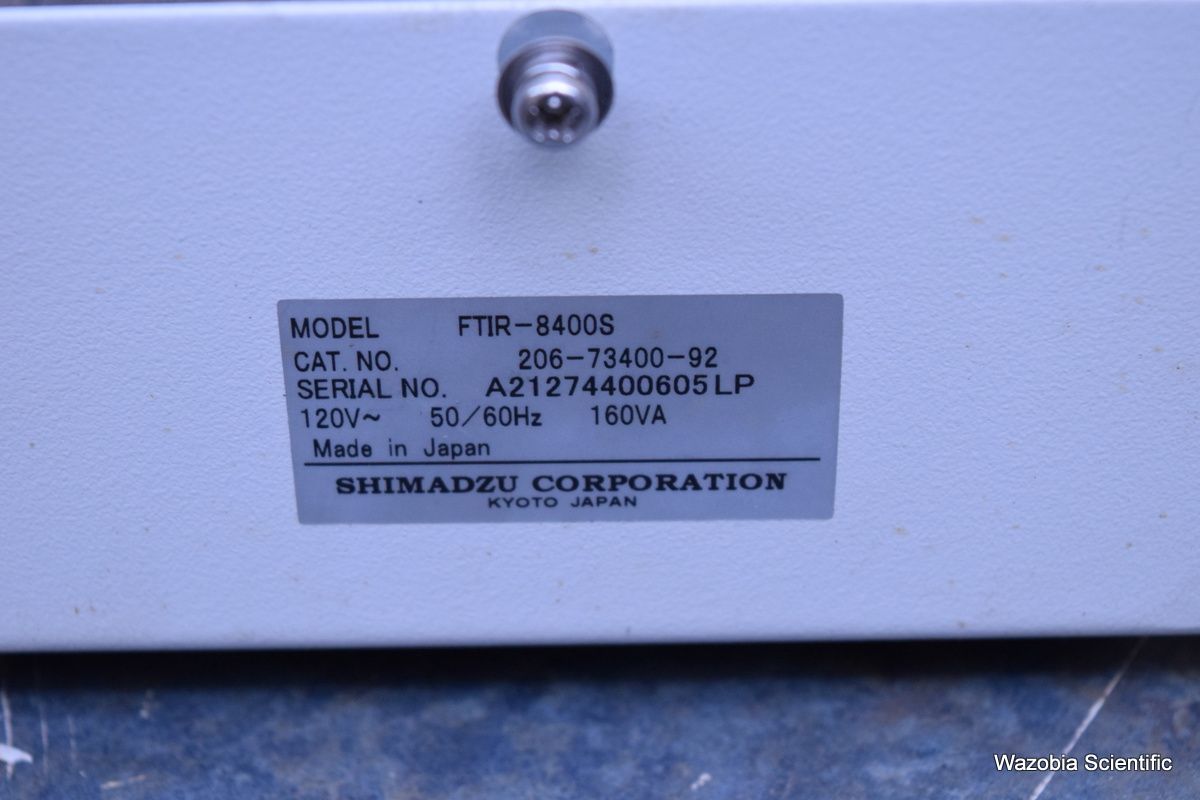 MODEL FTIR-8400S
CAT. NO. 206-73400-92
SERIAL NO. A21274400605LP
120V~ 50/60Hz 160VA
Made in Japan
SHIMADZU CORPORATION
KYOTO JAPAN
Wazobia Scientific